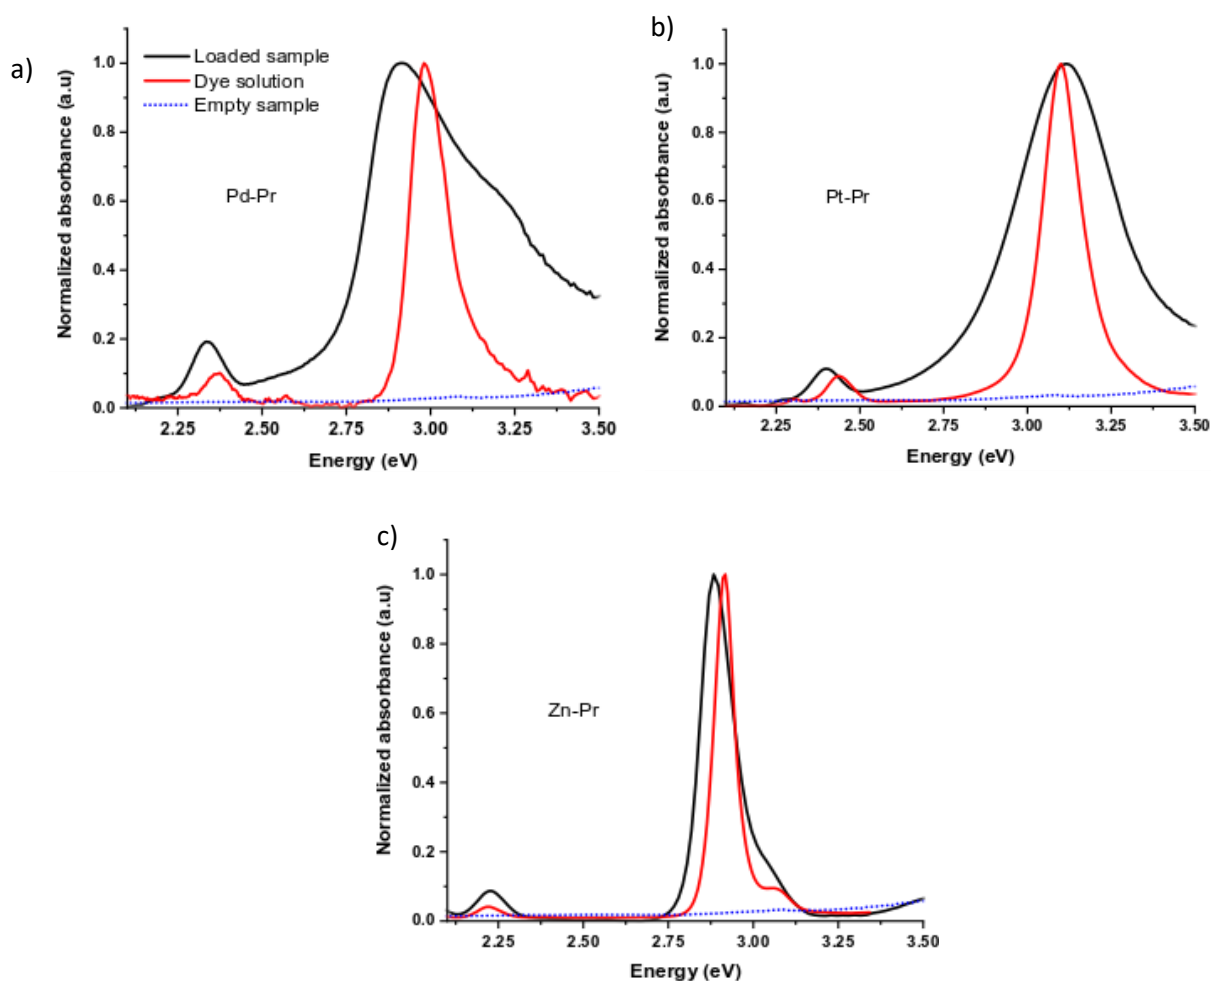 a)
Loaded sample
Dye solution
Empty sample
Pd-Pr
Normalized absorbance (a.u)
1.0
0.8
0.6
0.4
0.2
0.0
2.25 2.50 2.75 3.00 3.25 3.50
Energy (eV)
b)
Pt-Pr
Normalized absorbance (a.u)
1.0
0.8
0.6
0.4
0.2
0.0
2.25 2.50 2.75 3.00 3.25 3.50
Energy (eV)
c)
Zn-Pr
Normalized absorbance (a.u)
1.0
0.8
0.6
0.4
0.2
0.0
2.25 2.50 2.75 3.00 3.25 3.50
Energy (eV)